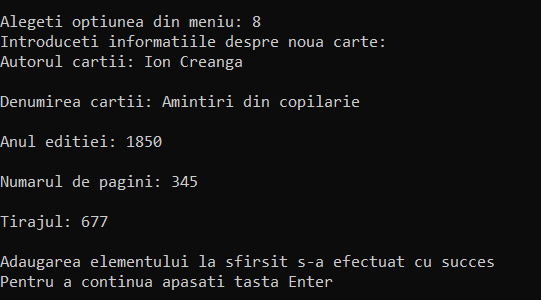 Alegeti optiunea din meniu: 8
Introduceti informatiile despre noua carte:
Autorul cartii: Ion Creanga
Denumirea cartii: Amintiri din copilarie
Anul editiei: 1850
Numarul de pagini: 345
Tirajul: 677
Adaugarea elementului la sfirsit s-a efectuat cu succes
Pentru a continua apasati tasta Enter